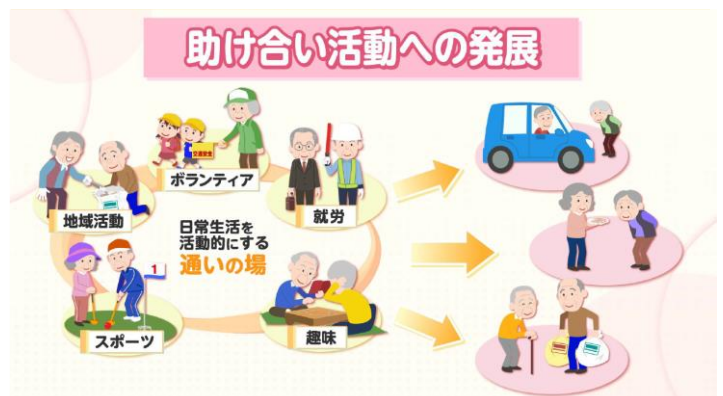 助け合い活動への発展
ボランティア
地域活動
就労
日常生活を
活動的にする
通いの場
1
スポーツ
趣味